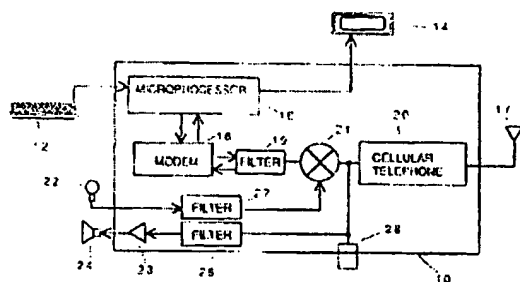 14
MICROPHOCESSOR
16
12
18
19
21
20
17
MODEM
FILTER
CELLULAR
TELEPHONE
22
27
FILTER
FILTER
28
24
23
25
10